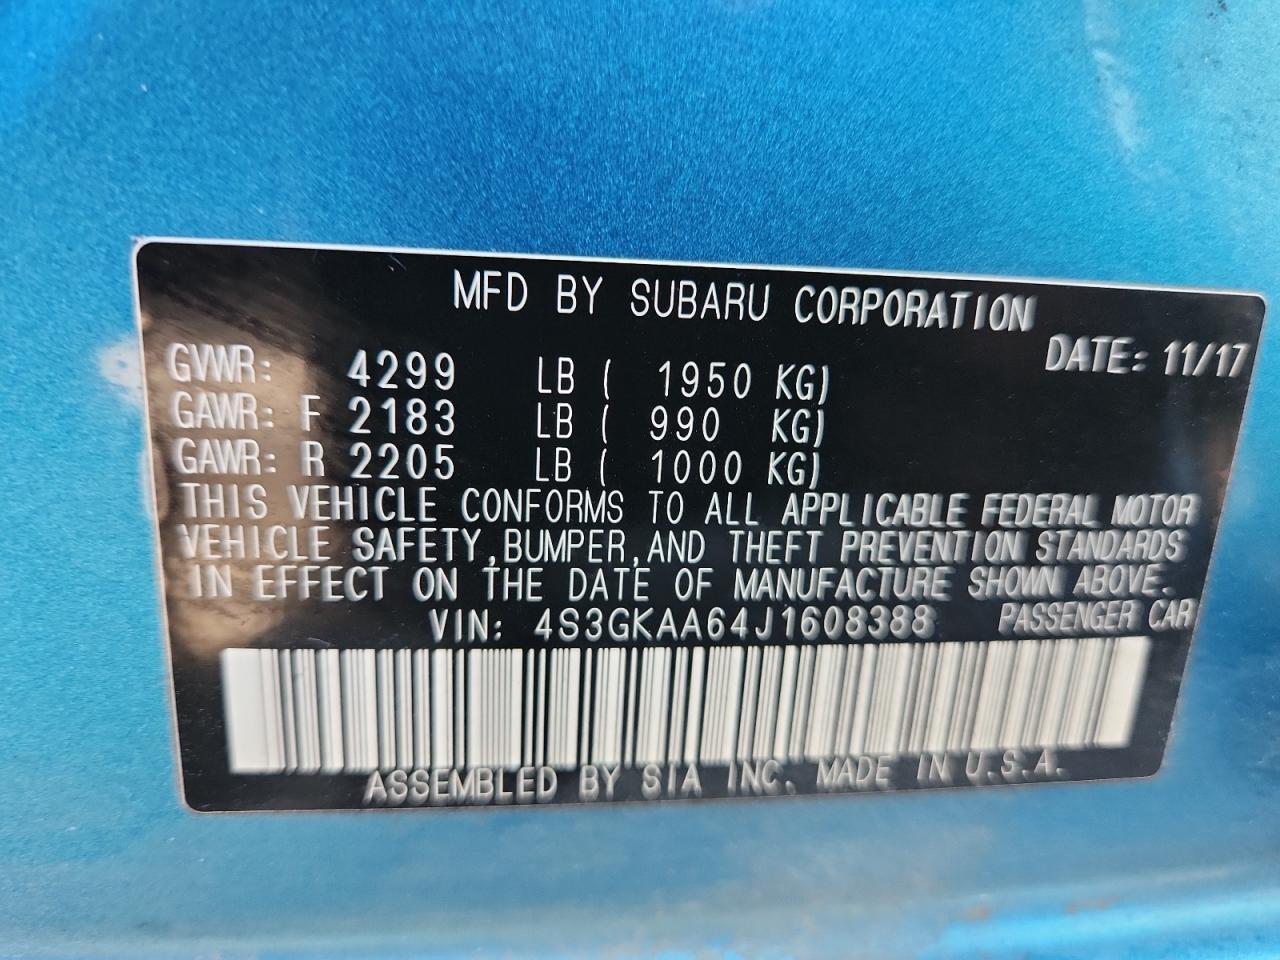 MFD BY SUBARU CORPORATION
DATE: 11/17
GVWR: 4299 LB ( 1950 KG)
GAWR: F 2183 LB ( 990 KG)
GAWR: R 2205 LB ( 1000 KG)
THIS VEHICLE CONFORMS TO ALL APPLICABLE FEDERAL MOTOR
VEHICLE SAFETY,BUMPER,AND THEFT PREVENTION STANDARDS
IN EFFECT ON THE DATE OF MANUFACTURE SHOWN ABOVE.
VIN: 4S3GKAA64J1608388 PASSENGER CAR
ASSEMBLED BY SIA INC. MADE IN U.S.A.